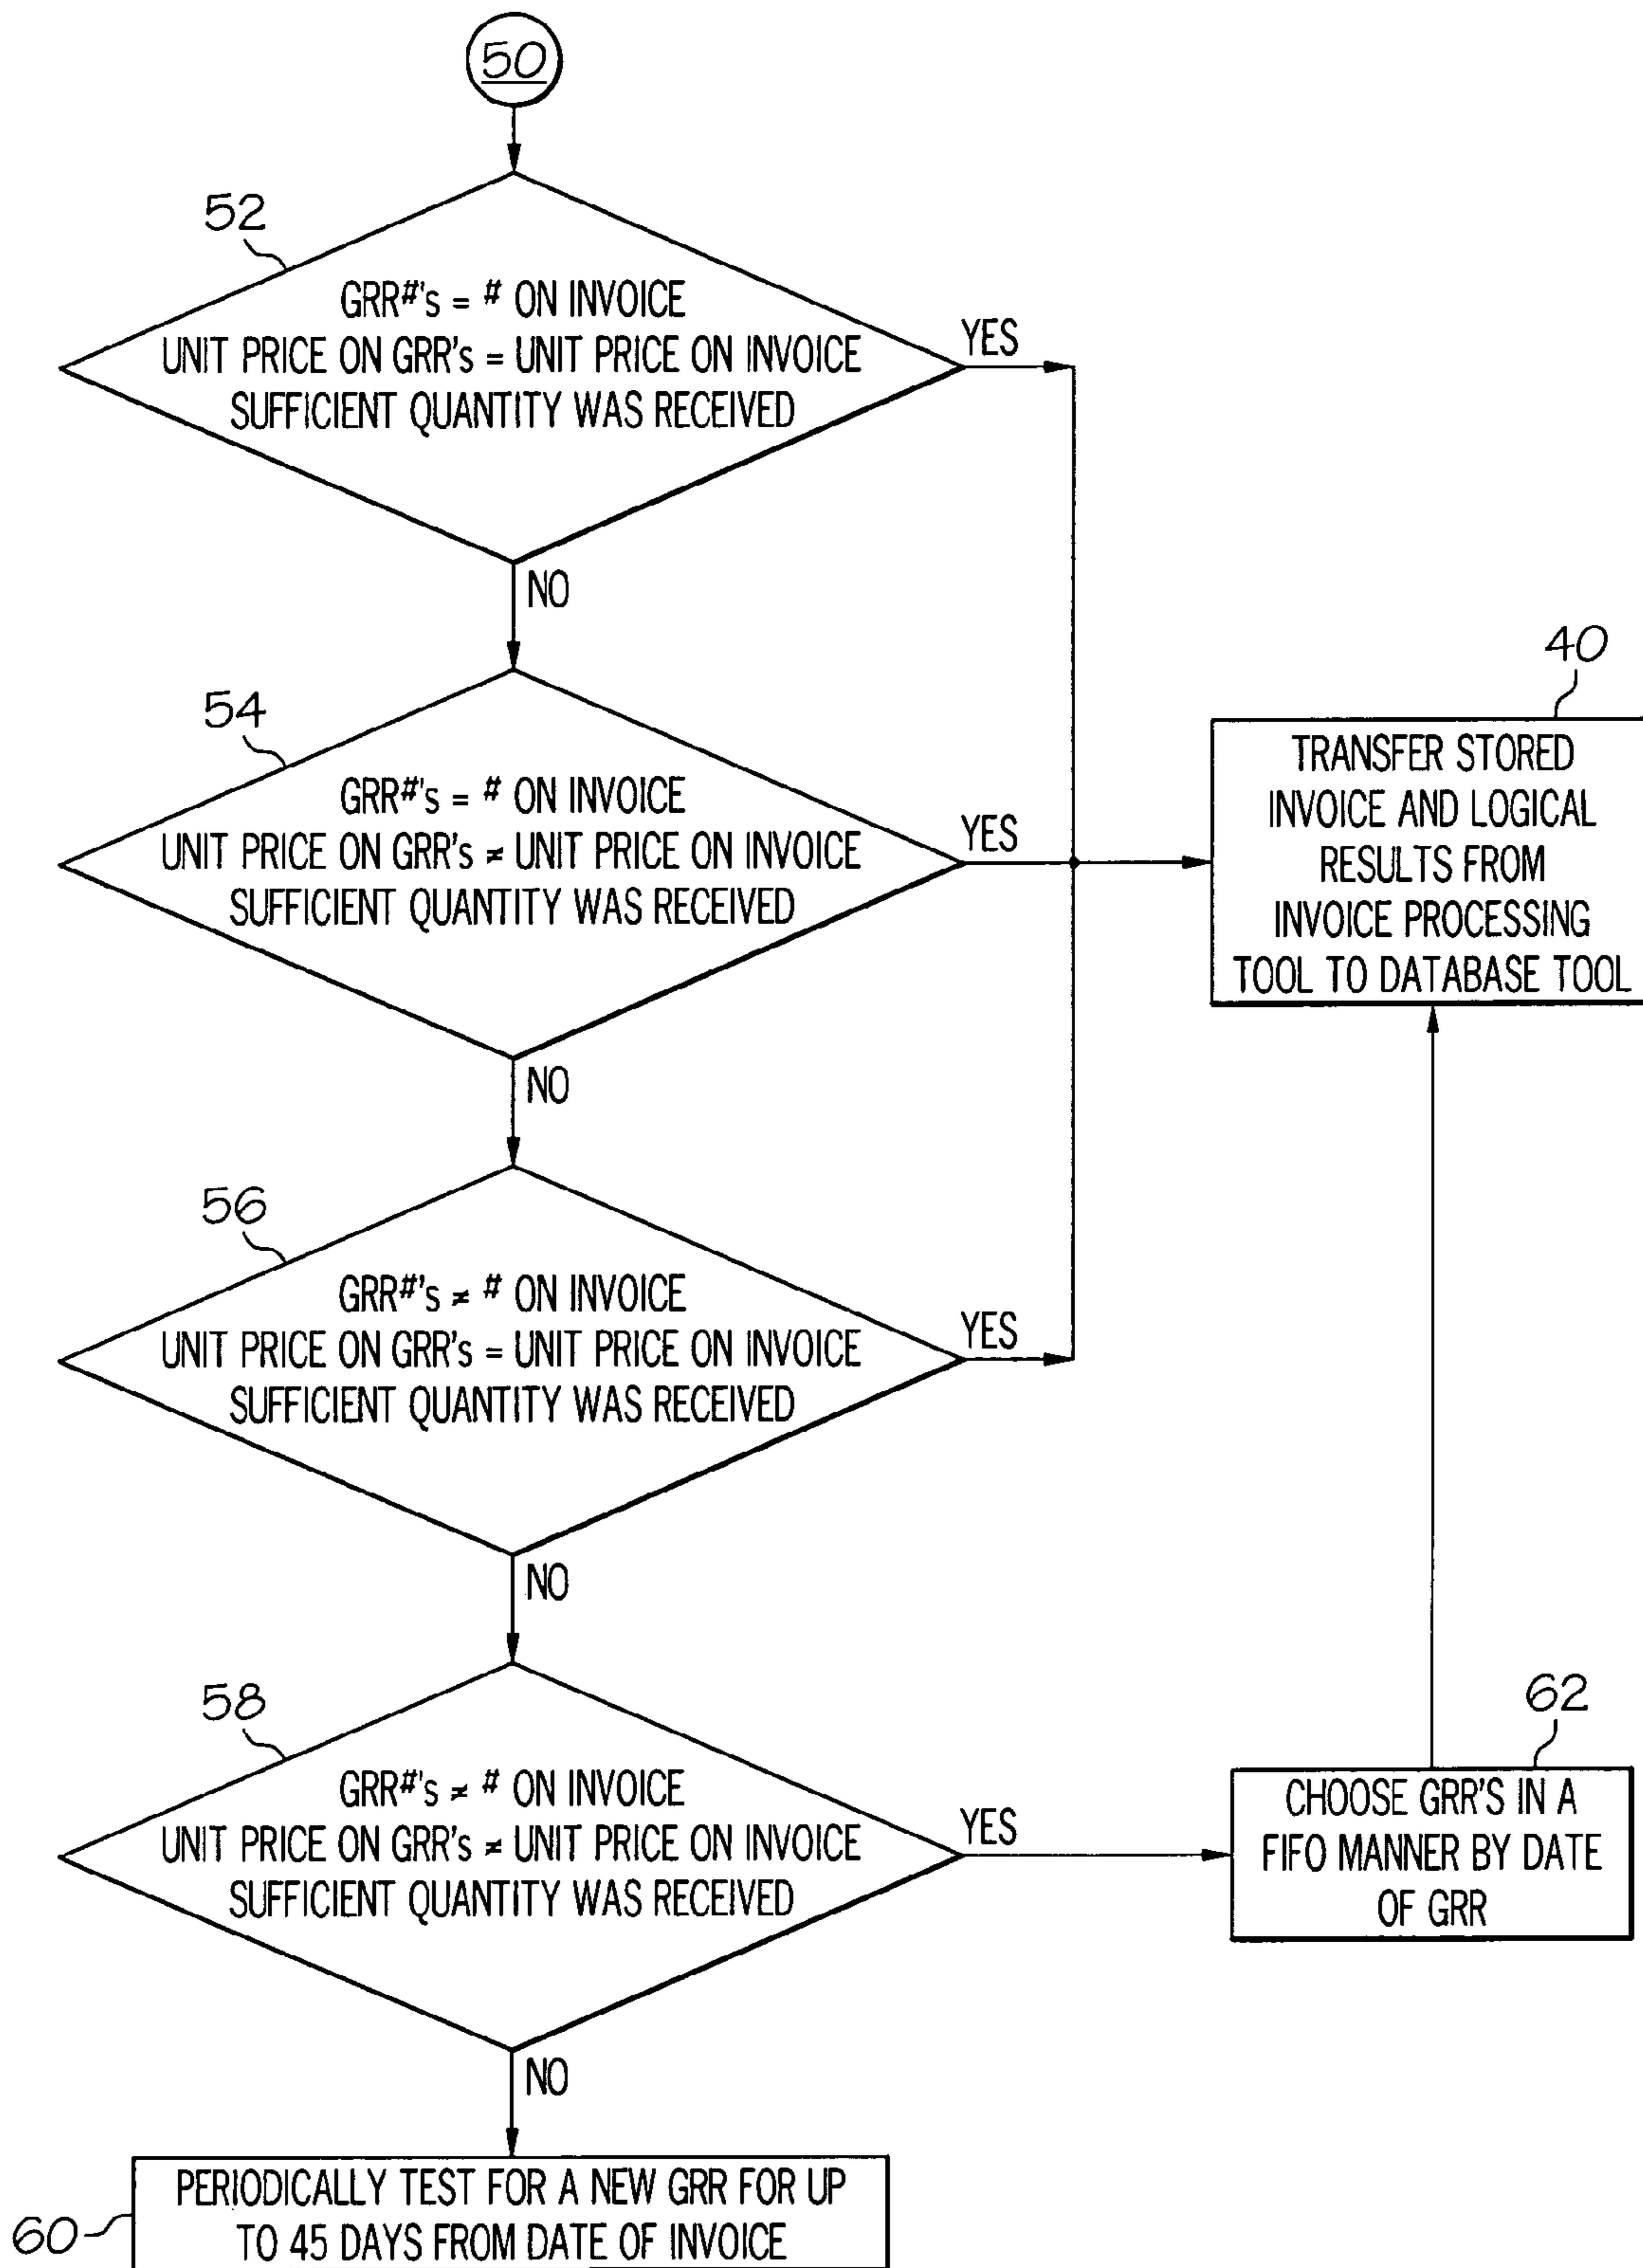 50
52
GRR#'s = # ON INVOICE
UNIT PRICE ON GRR's = UNIT PRICE ON INVOICE
SUFFICIENT QUANTITY WAS RECEIVED
YES
NO
54
GRR#'s = # ON INVOICE
UNIT PRICE ON GRR's ≠ UNIT PRICE ON INVOICE
SUFFICIENT QUANTITY WAS RECEIVED
YES
NO
40
TRANSFER STORED
INVOICE AND LOGICAL
RESULTS FROM
INVOICE PROCESSING
TOOL TO DATABASE TOOL
56
GRR#'s ≠ # ON INVOICE
UNIT PRICE ON GRR's = UNIT PRICE ON INVOICE
SUFFICIENT QUANTITY WAS RECEIVED
YES
NO
58
GRR#'s ≠ # ON INVOICE
UNIT PRICE ON GRR's ≠ UNIT PRICE ON INVOICE
SUFFICIENT QUANTITY WAS RECEIVED
YES
NO
62
CHOOSE GRR'S IN A
FIFO MANNER BY DATE
OF GRR
60
PERIODICALLY TEST FOR A NEW GRR FOR UP
TO 45 DAYS FROM DATE OF INVOICE